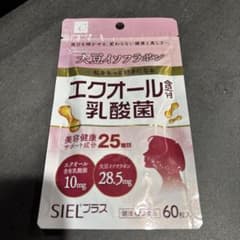 大豆イソフラボン
エクオール含有
乳酸菌
美容健康
サポート成分
25種類
エクオール
含有乳酸菌
10mg
大豆イソフラボン
28.5mg
SIELプラス
60粒入